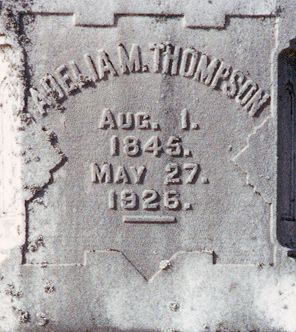 ADELIA M. THOMPSON
AUG. 1.
1845.
MAY 27.
1926.